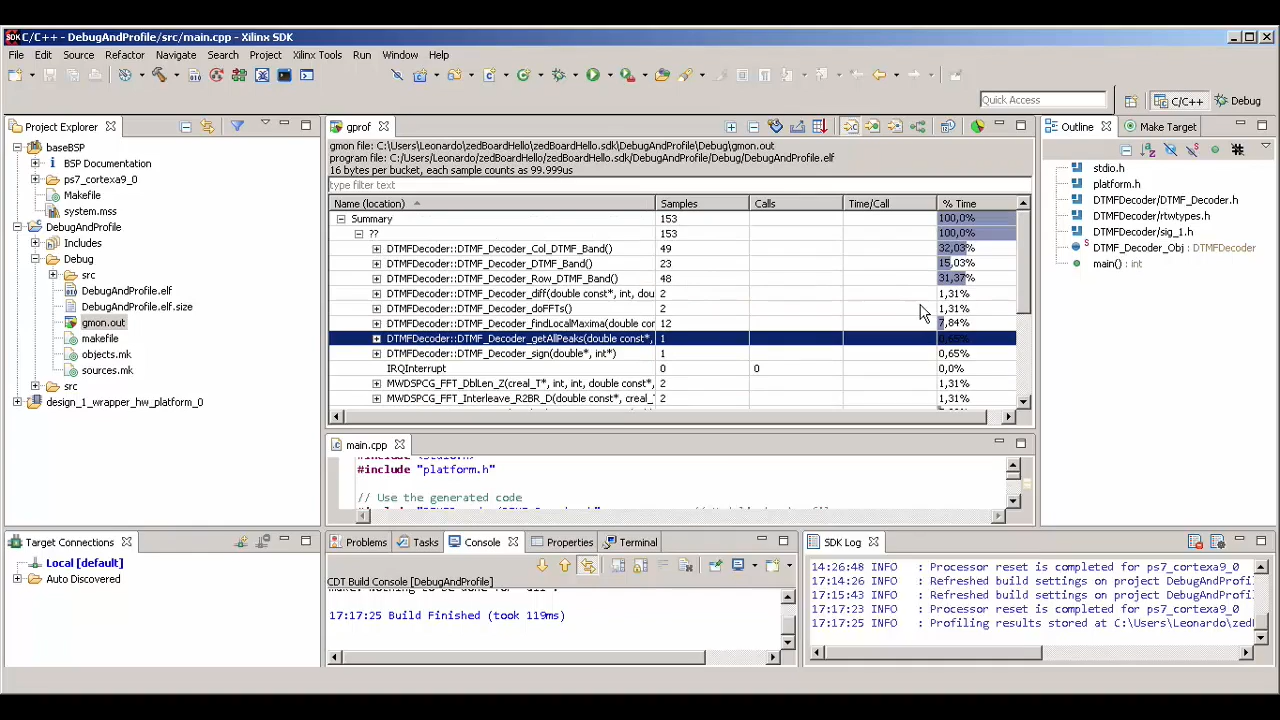 SDK C/C++ - DebugAndProfile/src/main.cpp - Xilinx SDK
File Edit Source Refactor Navigate Search Project Xilinx Tools Run Window Help
Quick Access
C/C++
Debug
Project Explorer
baseBSP
BSP Documentation
ps7_cortexa9_0
Makefile
system.mss
DebugAndProfile
Includes
Debug
src
DebugAndProfile.elf
DebugAndProfile.elf.size
gmon.out
makefile
objects.mk
sources.mk
src
design_1_wrapper_hw_platform_0
gprof
gmon file: C:\Users\Leonardo\zedBoardHello\zedBoardHello.sdk\DebugAndProfile\Debug\gmon.out
program file: C:/Users/Leonardo/zedBoardHello/zedBoardHello.sdk/DebugAndProfile/Debug/DebugAndProfile.elf
16 bytes per bucket, each sample counts as 99.999us
type filter text
Name (location) Samples Calls Time/Call % Time
Summary 153 100,0%
?? 153 100,0%
DTMFDecoder::DTMF_Decoder_Col_DTMF_Band() 49 32,03%
DTMFDecoder::DTMF_Decoder_DTMF_Band() 23 15,03%
DTMFDecoder::DTMF_Decoder_Row_DTMF_Band() 48 31,37%
DTMFDecoder::DTMF_Decoder_diff(double const*, int, dou 2 1,31%
DTMFDecoder::DTMF_Decoder_doFFTs() 2 1,31%
DTMFDecoder::DTMF_Decoder_findLocalMaxima(double cor 12 7,84%
DTMFDecoder::DTMF_Decoder_getAllPeaks(double const*, 1 0,65%
DTMFDecoder::DTMF_Decoder_sign(double*, int*) 1 0,65%
IRQInterrupt 0 0 0,0%
MWDSPCG_FFT_DblLen_Z(creal_T*, int, int, double const*, 2 1,31%
MWDSPCG_FFT_Interleave_R2BR_D(double const*, creal_T 2 1,31%
main.cpp
#include "platform.h"
// Use the generated code
Outline
Make Target
stdio.h
platform.h
DTMFDecoder/DTMF_Decoder.h
DTMFDecoder/rtwtypes.h
DTMFDecoder/sig_1.h
DTMF_Decoder_Obj : DTMFDecoder
main() : int
Target Connections
Local [default]
Auto Discovered
Problems Tasks Console Properties Terminal
CDT Build Console [DebugAndProfile]
17:17:25 Build Finished (took 119ms)
SDK Log
14:26:48 INFO : Processor reset is completed for ps7_cortexa9_0
17:14:26 INFO : Refreshed build settings on project DebugAndProfi
17:15:43 INFO : Refreshed build settings on project DebugAndProfi
17:17:23 INFO : Processor reset is completed for ps7_cortexa9_0
17:17:25 INFO : Profiling results stored at C:\Users\Leonardo\zed